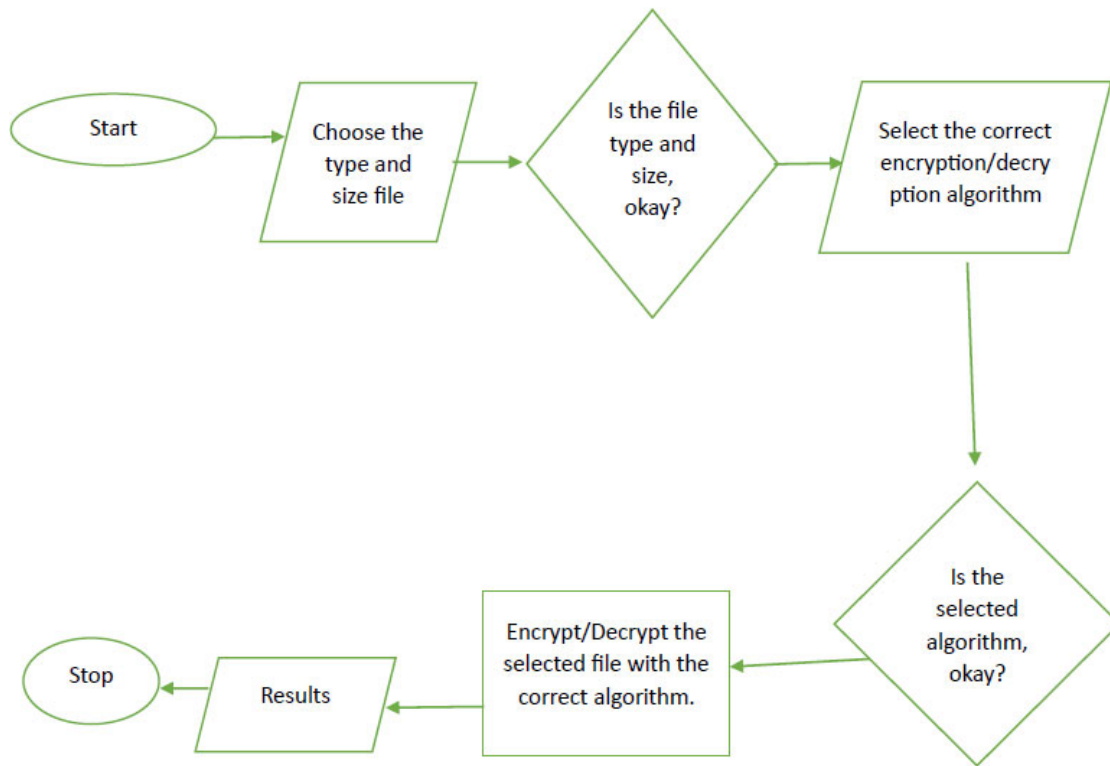 Start
Choose the
type and
size file
Is the file
type and
size,
okay?
Select the correct
encryption/decry
ption algorithm
Is the
selected
algorithm,
okay?
Encrypt/Decrypt the
selected file with the
correct algorithm.
Results
Stop